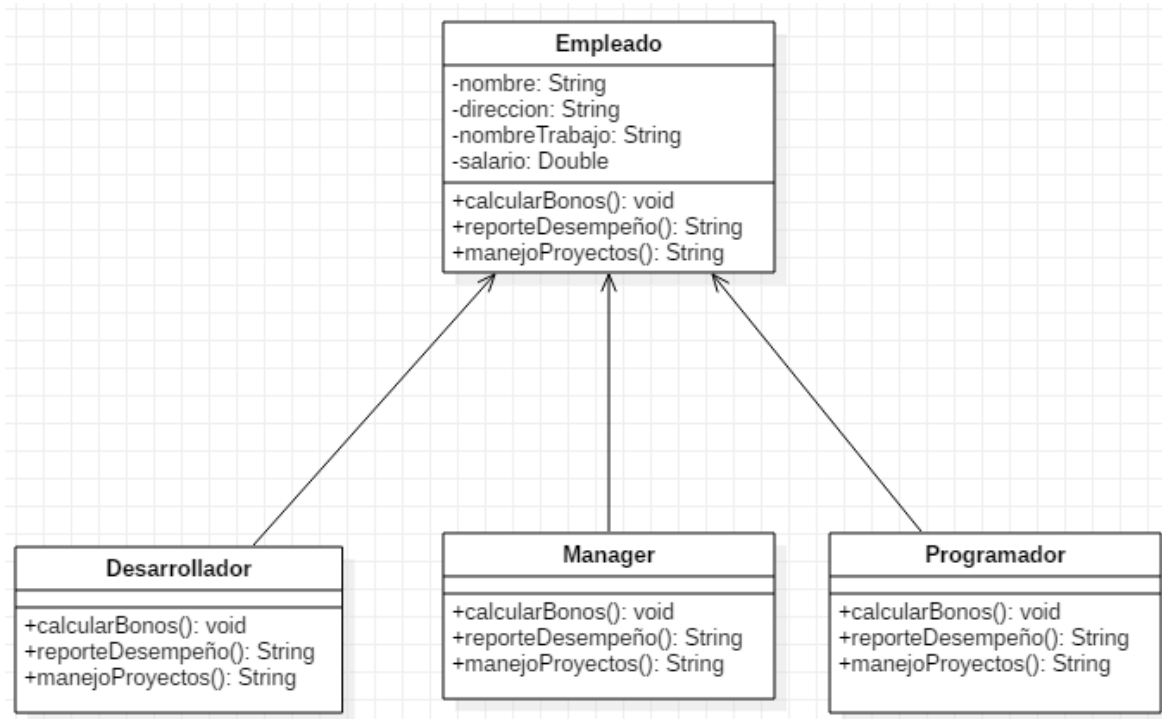 Empleado
-nombre: String
-direccion: String
-nombreTrabajo: String
-salario: Double
+calcularBonos(): void
+reporteDesempeño(): String
+manejoProyectos(): String
Desarrollador
+calcularBonos(): void
+reporteDesempeño(): String
+manejoProyectos(): String
Manager
+calcularBonos(): void
+reporteDesempeño(): String
+manejoProyectos(): String
Programador
+calcularBonos(): void
+reporteDesempeño(): String
+manejoProyectos(): String